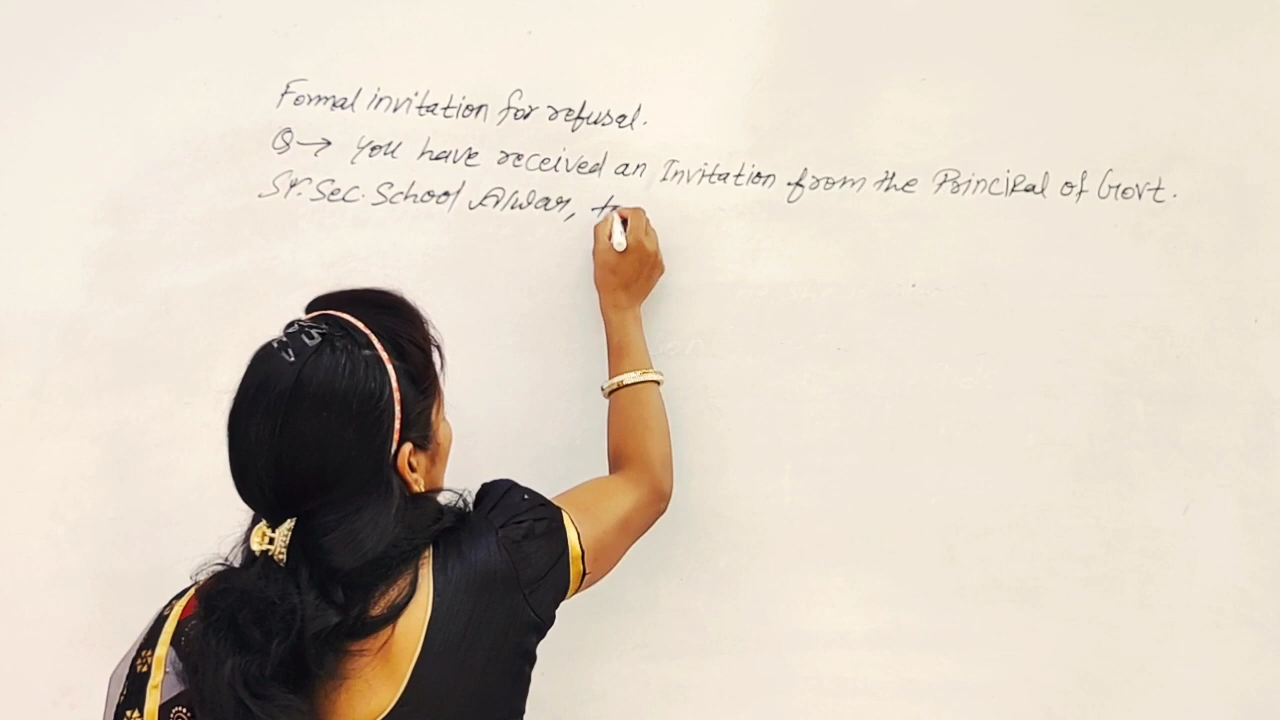 Formal invitation for refusal.
Q→ You have received an Invitation from the Principal of Govt.
Sr. Sec. School Alwar,